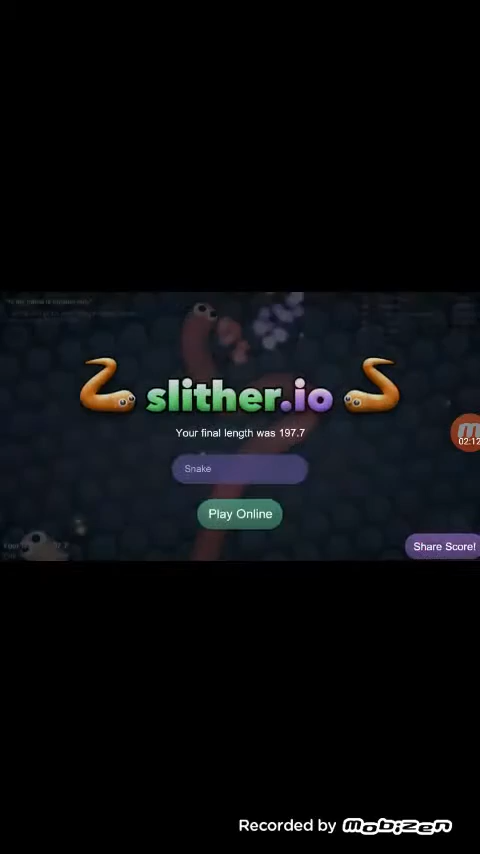 slither.io
Your final length was 197.7
Snake
Play Online
02:12
Share Score!
Recorded by Mobizen